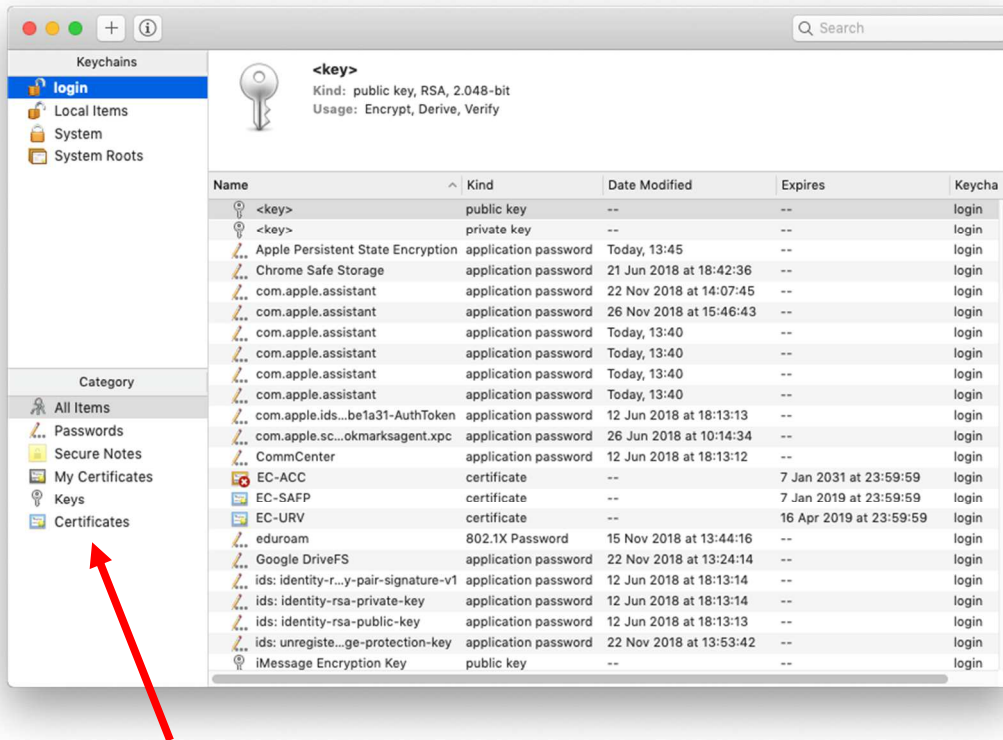 Search
Keychains
login
Local Items
System
System Roots
<key>
Kind: public key, RSA, 2.048-bit
Usage: Encrypt, Derive, Verify
Name Kind Date Modified Expires Keycha
<key> public key -- -- login
<key> private key -- -- login
Apple Persistent State Encryption application password Today, 13:45 -- login
Chrome Safe Storage application password 21 Jun 2018 at 18:42:36 -- login
com.apple.assistant application password 22 Nov 2018 at 14:07:45 -- login
com.apple.assistant application password 26 Nov 2018 at 15:46:43 -- login
com.apple.assistant application password Today, 13:40 -- login
com.apple.assistant application password Today, 13:40 -- login
com.apple.assistant application password Today, 13:40 -- login
com.apple.assistant application password Today, 13:40 -- login
com.apple.ids...be1a31-AuthToken application password 12 Jun 2018 at 18:13:13 -- login
com.apple.sc...okmarksagent.xpc application password 26 Jun 2018 at 10:14:34 -- login
CommCenter application password 12 Jun 2018 at 18:13:12 -- login
EC-ACC certificate -- 7 Jan 2031 at 23:59:59 login
EC-SAFP certificate -- 7 Jan 2019 at 23:59:59 login
EC-URV certificate -- 16 Apr 2019 at 23:59:59 login
eduroam 802.1X Password 15 Nov 2018 at 13:44:16 -- login
Google DriveFS application password 22 Nov 2018 at 13:24:14 -- login
ids: identity-r...y-pair-signature-v1 application password 12 Jun 2018 at 18:13:14 -- login
ids: identity-rsa-private-key application password 12 Jun 2018 at 18:13:14 -- login
ids: identity-rsa-public-key application password 12 Jun 2018 at 18:13:13 -- login
ids: unregiste...ge-protection-key application password 22 Nov 2018 at 13:53:42 -- login
iMessage Encryption Key public key -- -- login
Category
All Items
Passwords
Secure Notes
My Certificates
Keys
Certificates